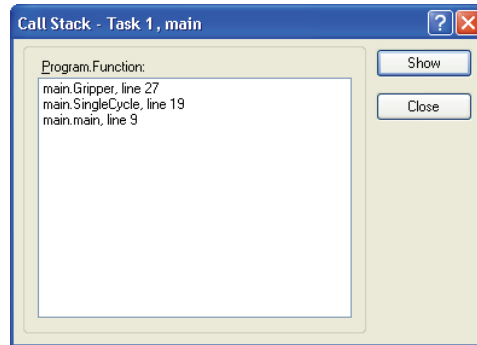 Call Stack - Task 1, main
Program.Function:
main.Gripper, line 27
main.SingleCycle, line 19
main.main, line 9
Show
Close